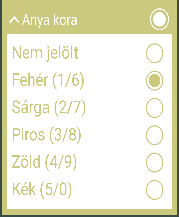 Anya kora
Nem jelölt
Fehér (1/6)
Sárga (2/7)
Piros (3/8)
Zöld (4/9)
Kék (5/0)